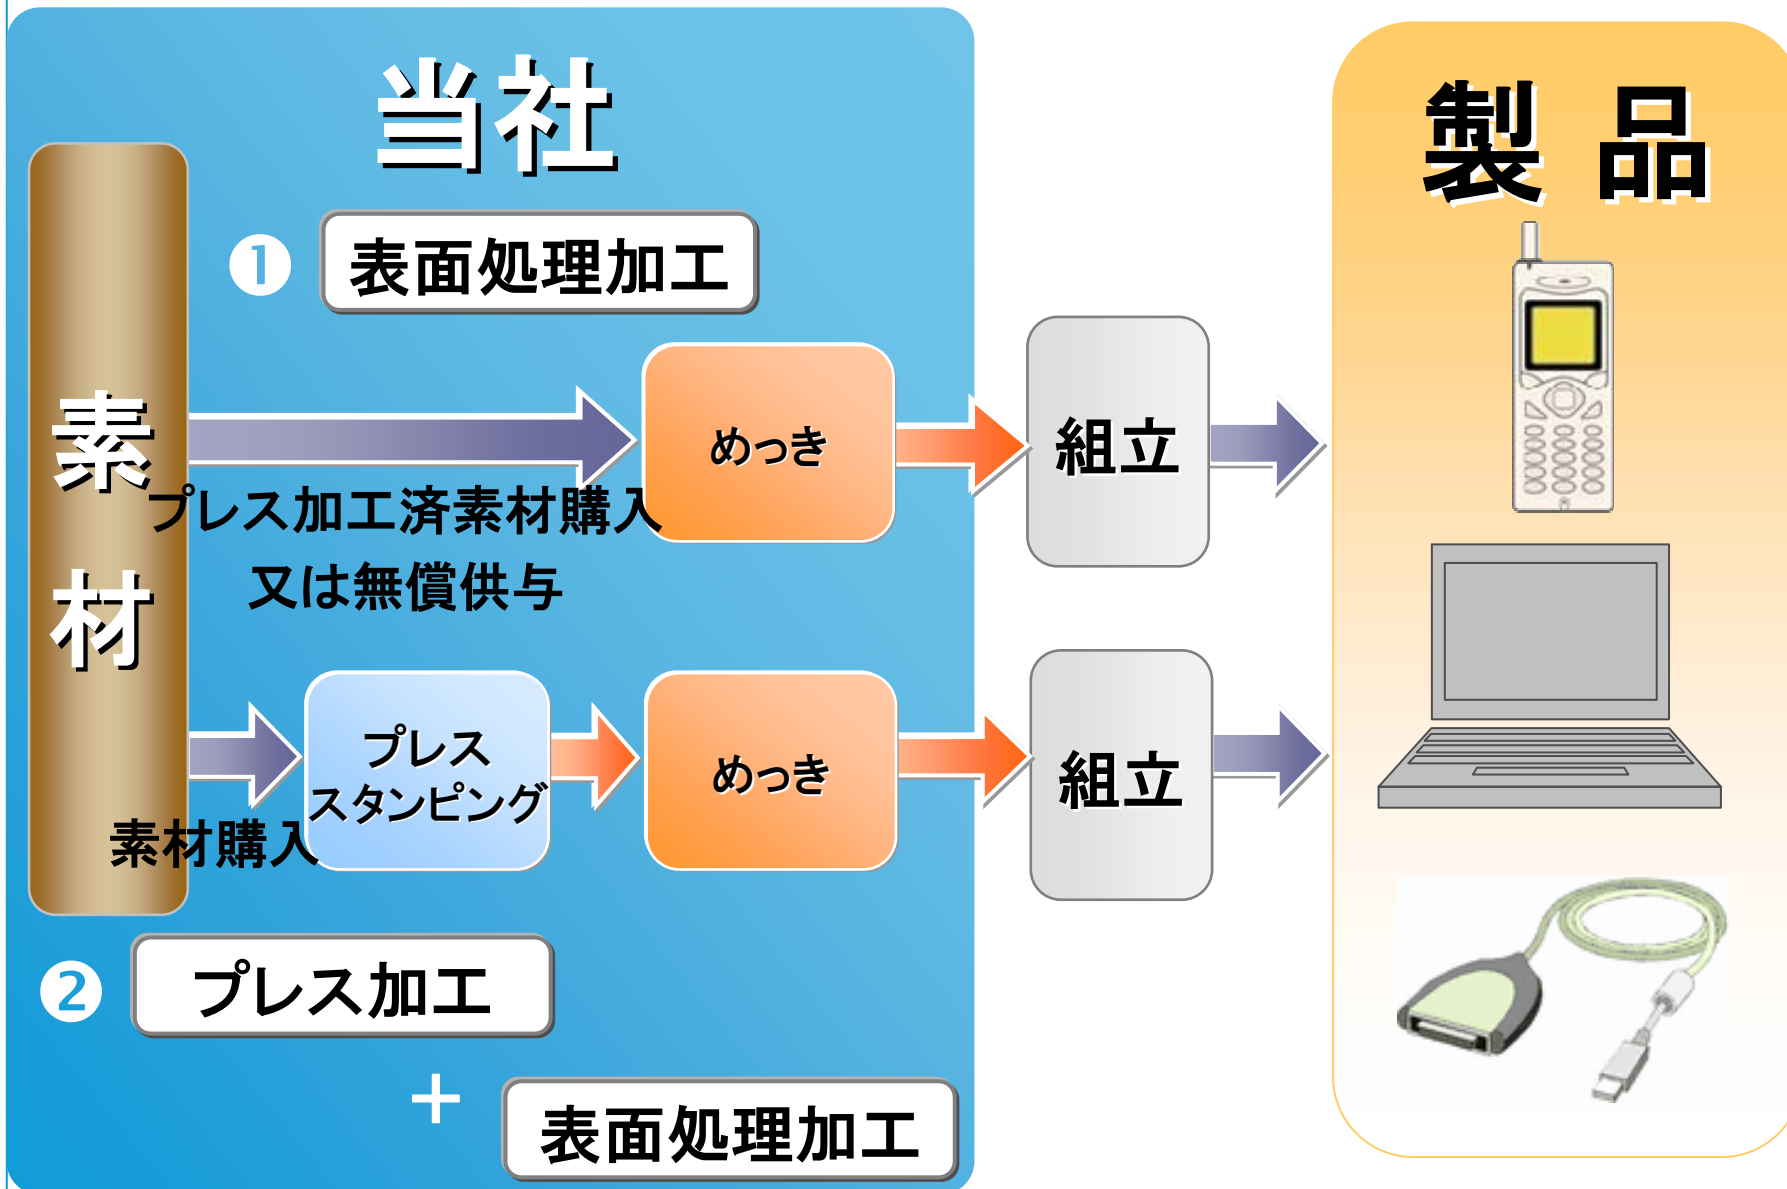 当社
製品
素材
❶ 表面処理加工
めっき
組立
プレス加工済素材購入
又は無償供与
プレス
スタンピング
めっき
組立
素材購入
❷ プレス加工
+
表面処理加工